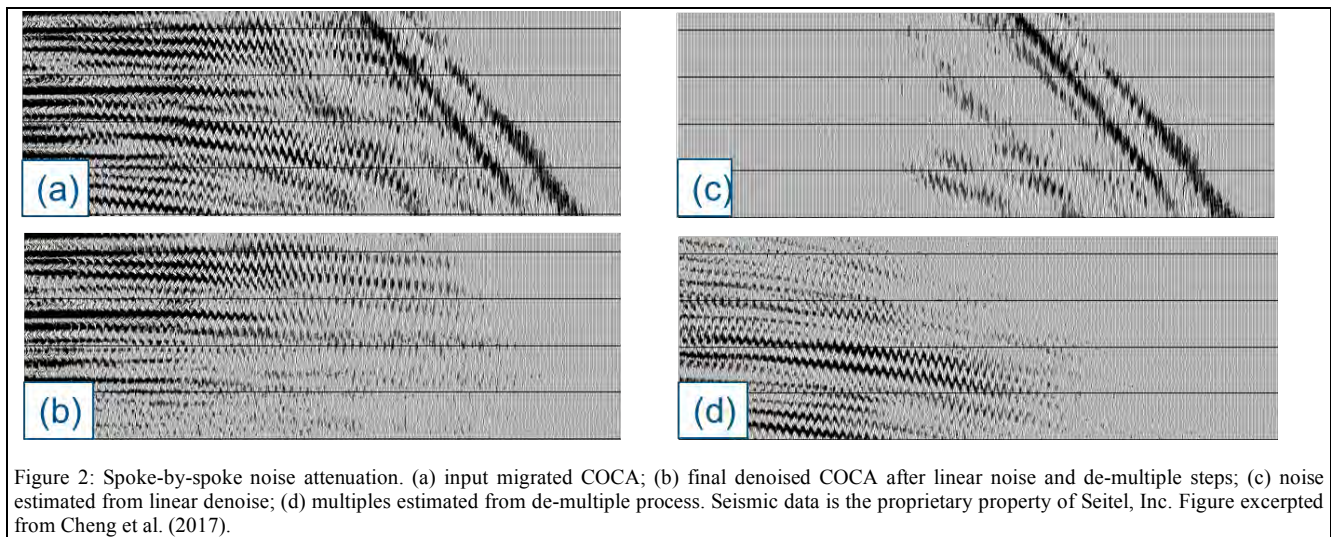 (a)
(c)
(b)
(d)
Figure 2: Spoke-by-spoke noise attenuation. (a) input migrated COCA; (b) final denoised COCA after linear noise and de-multiple steps; (c) noise
estimated from linear denoise; (d) multiples estimated from de-multiple process. Seismic data is the proprietary property of Seitel, Inc. Figure excerpted
from Cheng et al. (2017).